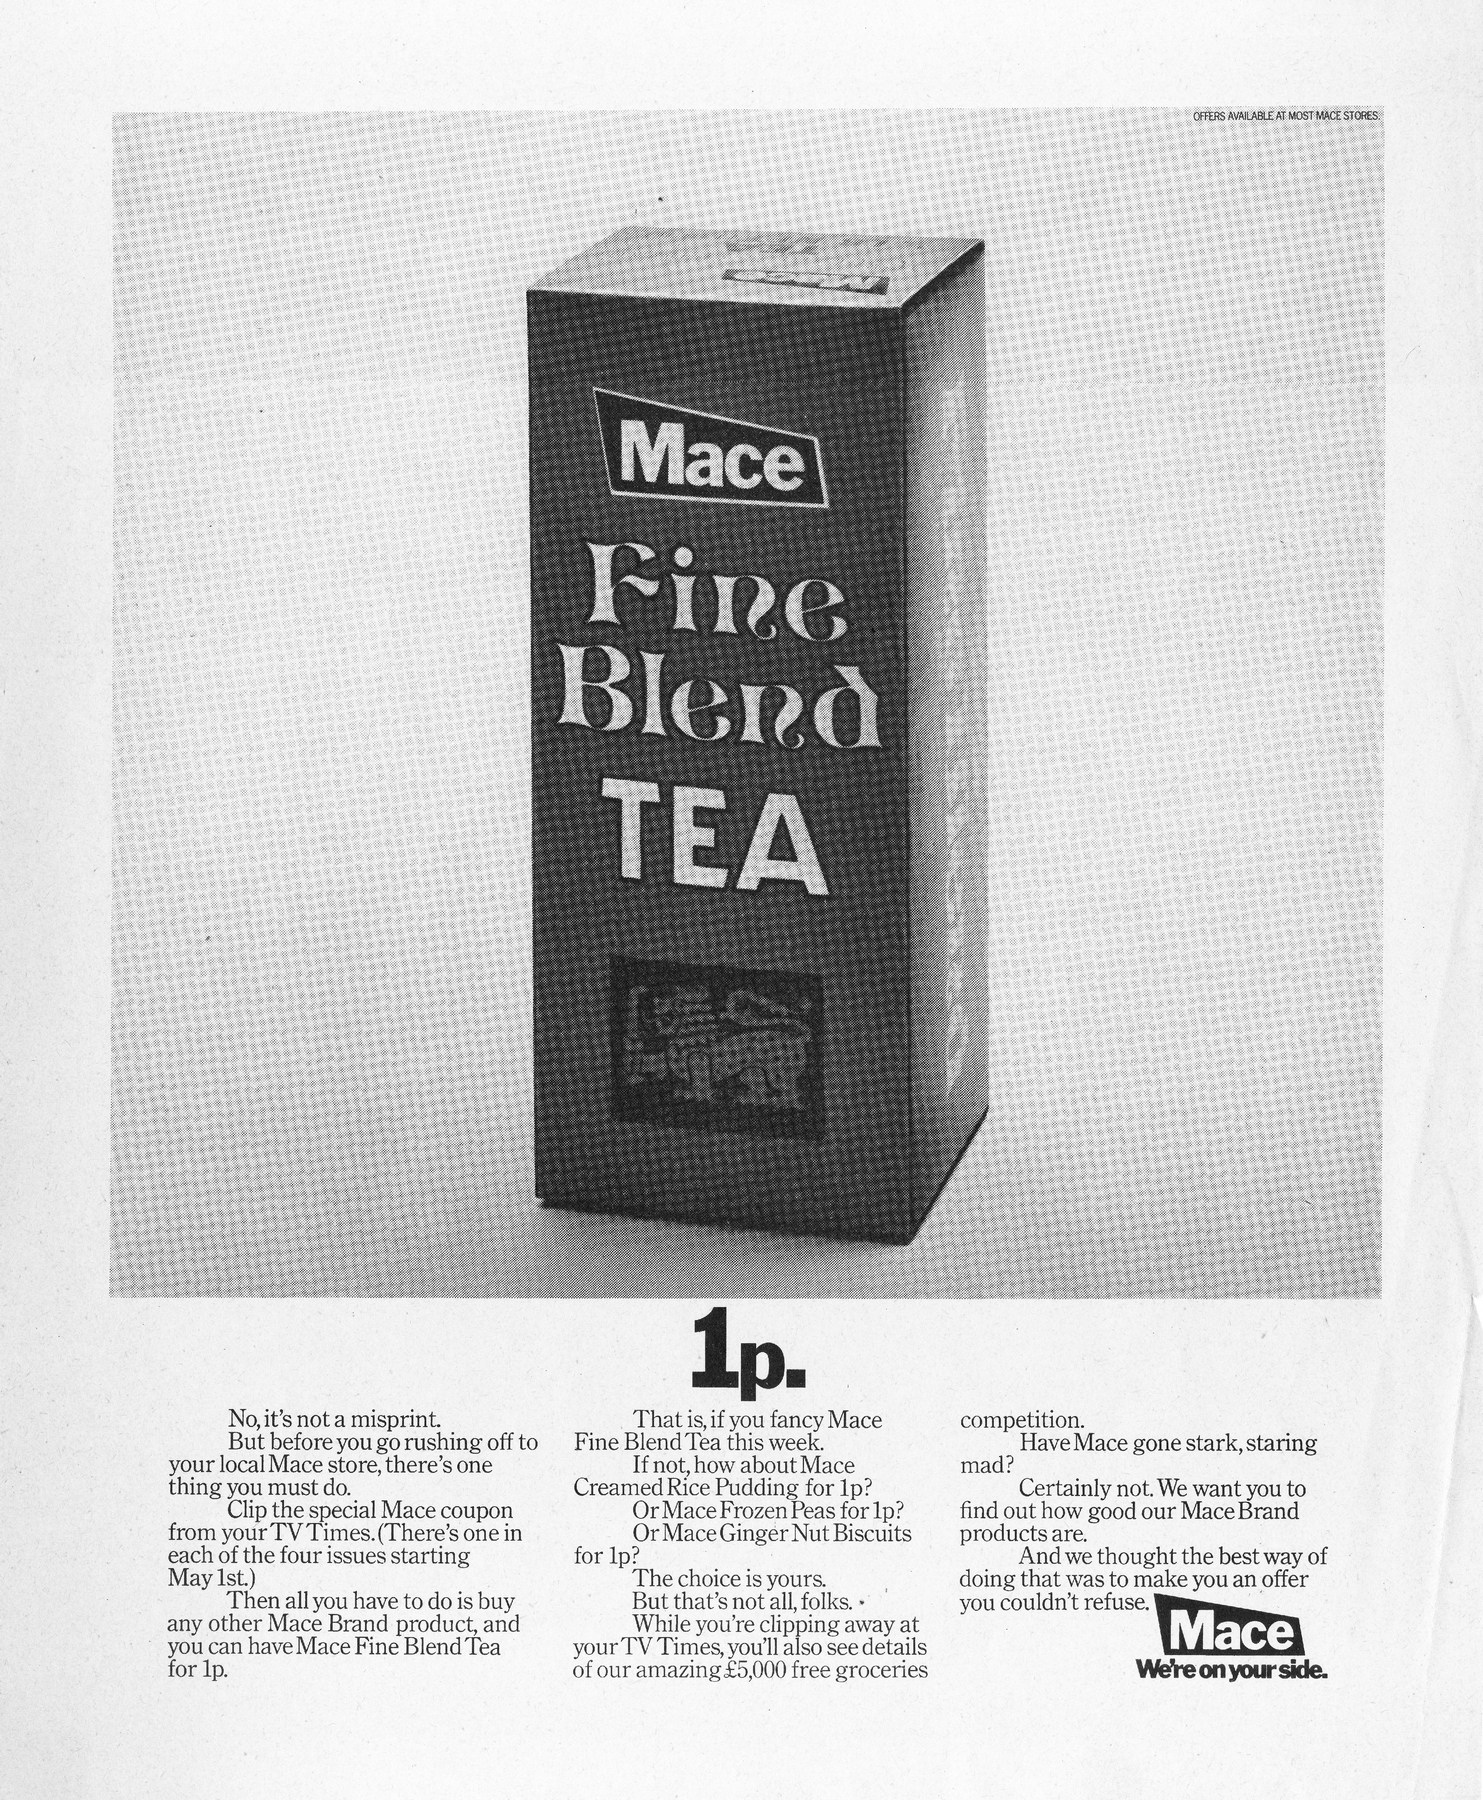 OFFERS AVAILABLE AT MOST MACE STORES.
Mace
Mace
Fine
Blend
TEA
1p.
No, it's not a misprint.
But before you go rushing off to
your local Mace store, there's one
thing you must do.
Clip the special Mace coupon
from your TV Times. (There's one in
each of the four issues starting
May 1st.)
Then all you have to do is buy
any other Mace Brand product, and
you can have Mace Fine Blend Tea
for 1p.
That is, if you fancy Mace
Fine Blend Tea this week.
If not, how about Mace
Creamed Rice Pudding for 1p?
Or Mace Frozen Peas for 1p?
Or Mace Ginger Nut Biscuits
for 1p?
The choice is yours.
But that's not all, folks.
While you're clipping away at
your TV Times, you'll also see details
of our amazing £5,000 free groceries
competition.
Have Mace gone stark, staring
mad?
Certainly not. We want you to
find out how good our Mace Brand
products are.
And we thought the best way of
doing that was to make you an offer
you couldn't refuse.
Mace
We're on your side.